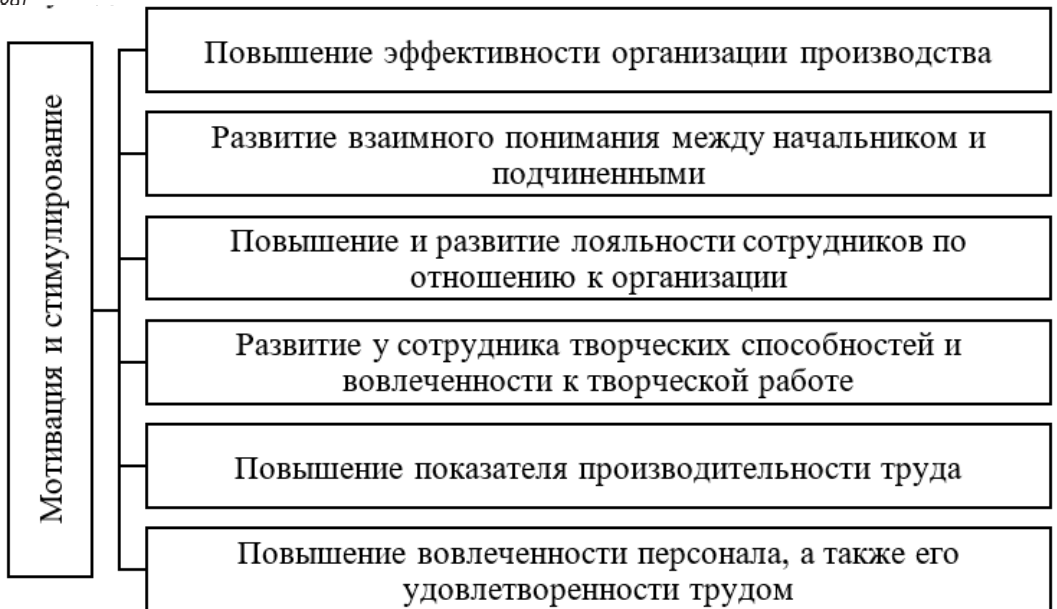 Мотивация и стимулирование
Повышение эффективности организации производства
Развитие взаимного понимания между начальником и
подчиненными
Повышение и развитие лояльности сотрудников по
отношению к организации
Развитие у сотрудника творческих способностей и
вовлеченности к творческой работе
Повышение показателя производительности труда
Повышение вовлеченности персонала, а также его
удовлетворенности трудом